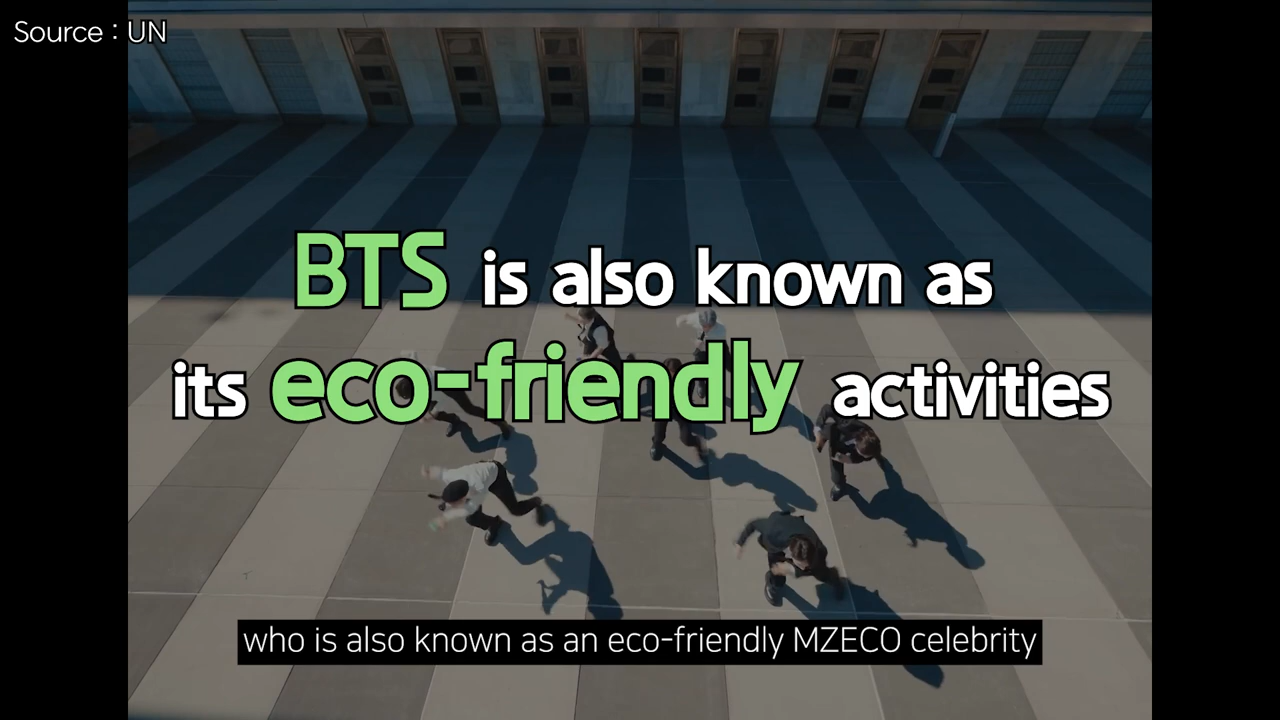 Source : UN
BTS is also known as
its eco-friendly activities
who is also known as an eco-friendly MZECO celebrity